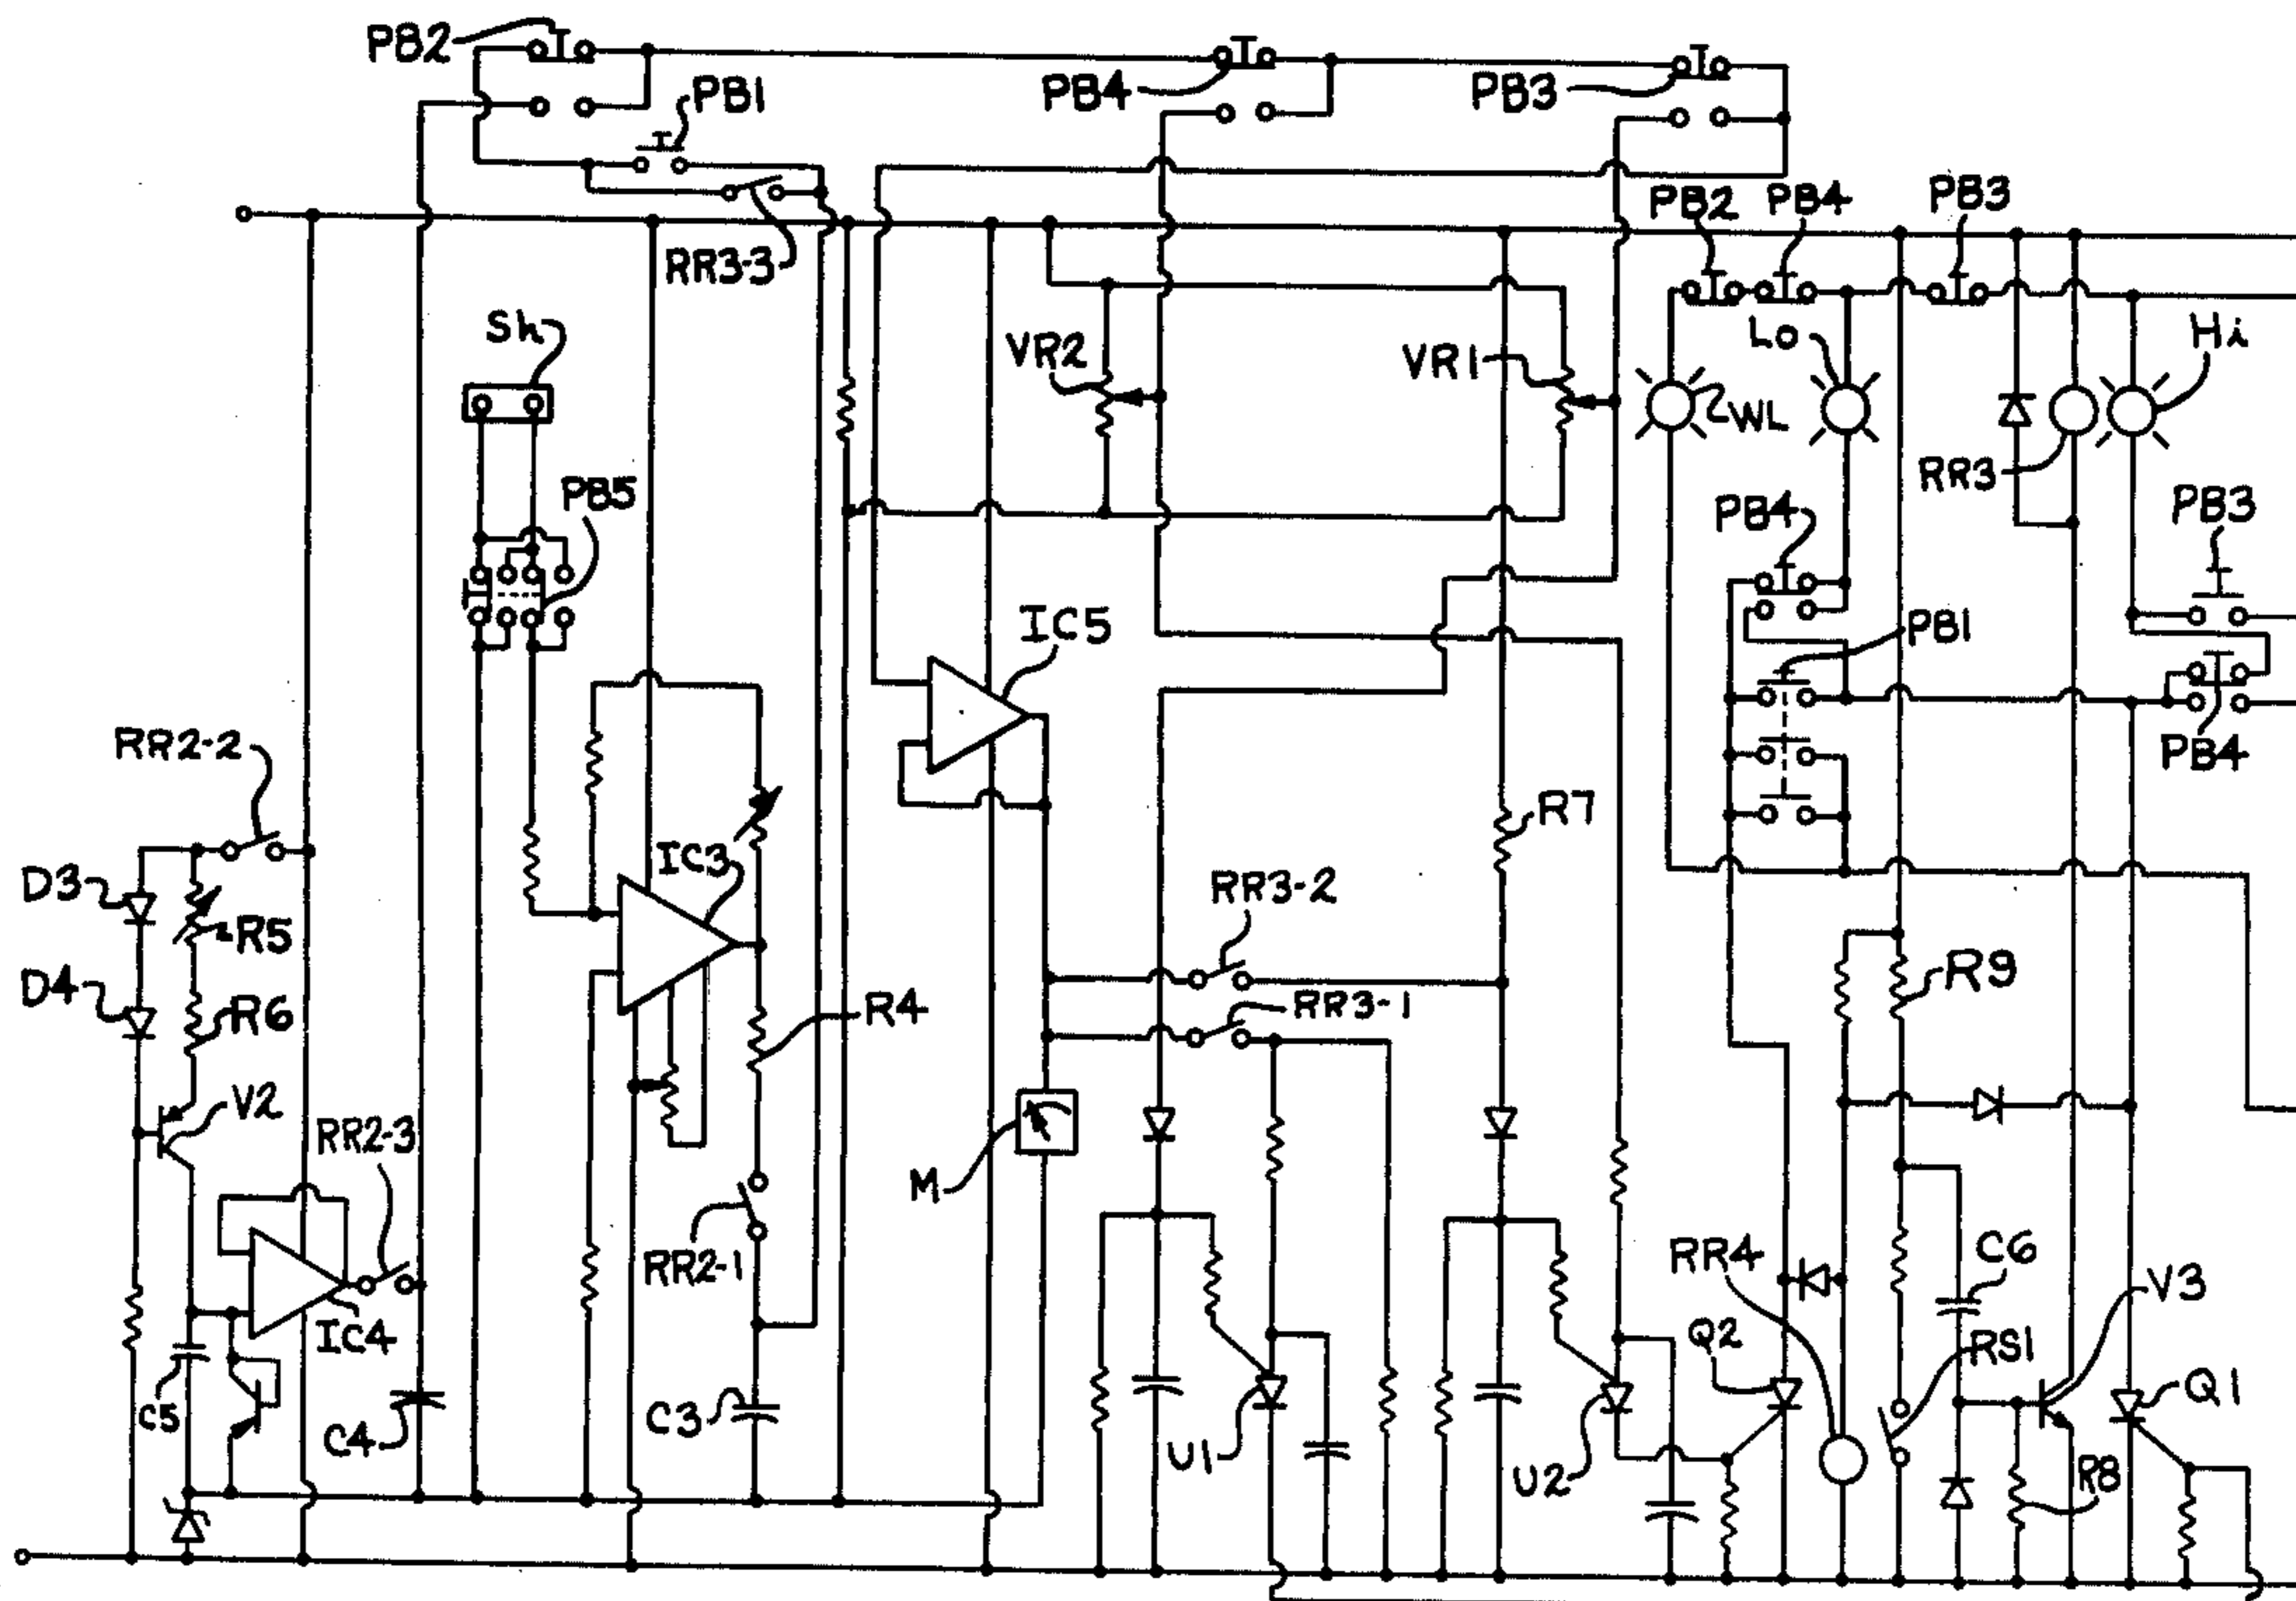 PB2
PB1
PB4
PB3
RR3-3
PB2
PB4
PB3
Sh
VR2
VR1
WL
Lo
Hi
RR3
PB5
PB4
PB3
IC5
PB1
PB4
RR2-2
D3
R5
D4
R6
IC3
R7
RR3-2
R4
RR3-1
R9
V2
RR2-3
M
RR2-1
IC4
C5
C4
C3
U1
U2
RR4
Q2
C6
V3
RS1
Q1
R8